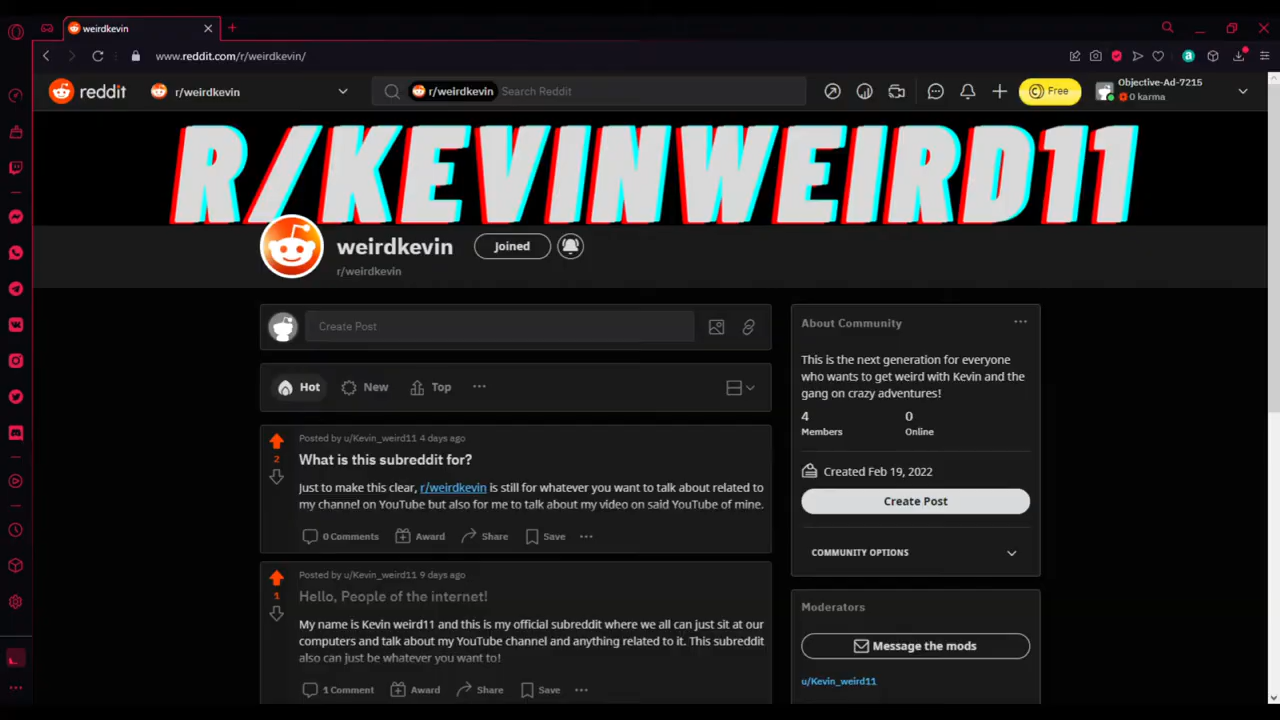 weirdkevin
www.reddit.com/r/weirdkevin/
reddit
r/weirdkevin
r/weirdkevin Search Reddit
Free
Objective-Ad-7215
0 karma
R/KEVINWEIRD11
weirdkevin
Joined
r/weirdkevin
Create Post
Hot New Top
Posted by u/Kevin_weird11 4 days ago
2
What is this subreddit for?
Just to make this clear, r/weirdkevin is still for whatever you want to talk about related to
my channel on YouTube but also for me to talk about my video on said YouTube of mine.
0 Comments Award Share Save
Posted by u/Kevin_weird11 9 days ago
1
Hello, People of the internet!
My name is Kevin weird11 and this is my official subreddit where we all can just sit at our
computers and talk about my YouTube channel and anything related to it. This subreddit
also can just be whatever you want to!
1 Comment Award Share Save
About Community
This is the next generation for everyone
who wants to get weird with Kevin and the
gang on crazy adventures!
4 0
Members Online
Created Feb 19, 2022
Create Post
COMMUNITY OPTIONS
Moderators
Message the mods
u/Kevin_weird11